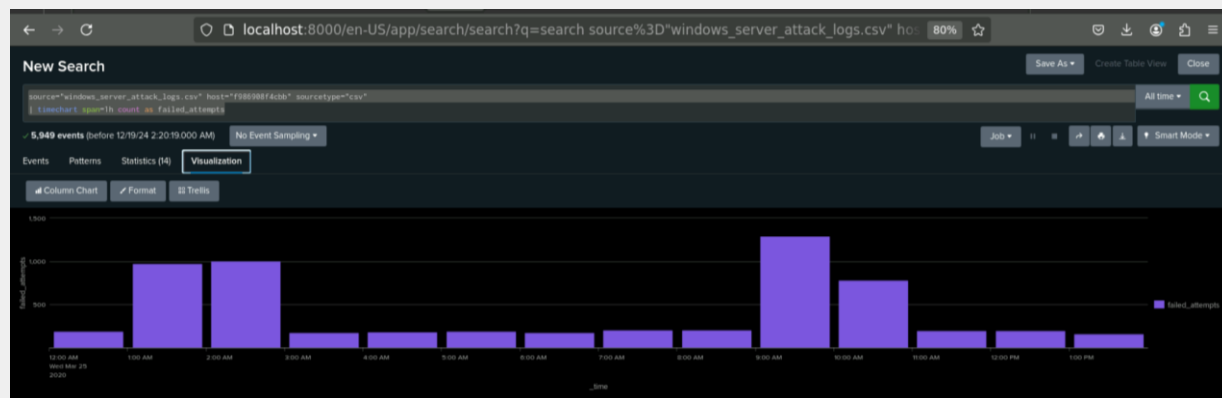 localhost:8000/en-US/app/search/search?q=search source%3D"windows_server_attack_logs.csv" hos 80%
New Search
Save As Create Table View Close
source="windows_server_attack_logs.csv" host="f986908f4cbb" sourcetype="csv"
All time
| timechart span=1h count as failed_attempts
5,949 events (before 12/19/24 2:20:19.000 AM) No Event Sampling
Job Smart Mode
Events Patterns Statistics (14) Visualization
Column Chart Format Trellis
1,500
1,000
500
failed_attempts
failed_attempts
12:00 AM 1:00 AM 2:00 AM 3:00 AM 4:00 AM 5:00 AM 6:00 AM 7:00 AM 8:00 AM 9:00 AM 10:00 AM 11:00 AM 12:00 PM 1:00 PM
Wed Mar 25
2020
_time